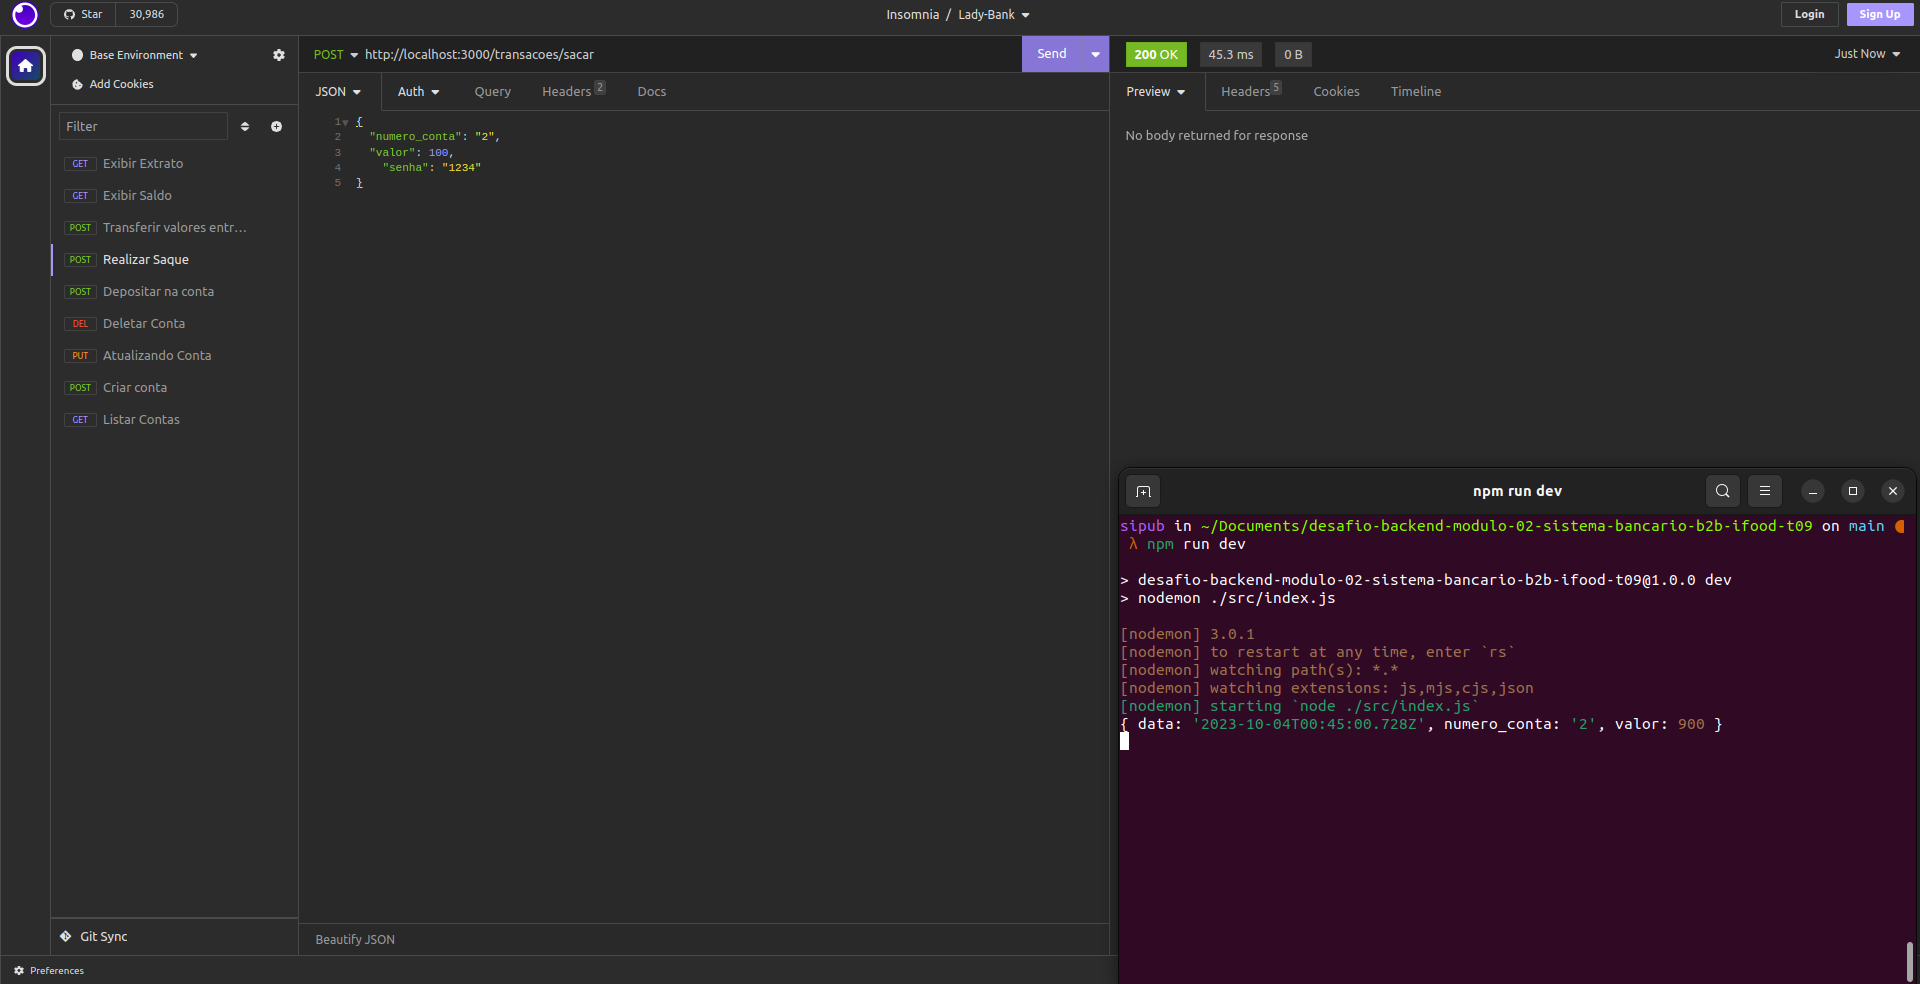 Star 30,986
Insomnia / Lady-Bank
Login
Sign Up
Base Environment
Add Cookies
Filter
GET Exibir Extrato
GET Exibir Saldo
POST Transferir valores entr...
POST Realizar Saque
POST Depositar na conta
DEL Deletar Conta
PUT Atualizando Conta
POST Criar conta
GET Listar Contas
Git Sync
Preferences
POST http://localhost:3000/transacoes/sacar
Send
JSON Auth Query Headers 2 Docs
1 {
2 "numero_conta": "2",
3 "valor": 100,
4 "senha": "1234"
5 }
Beautify JSON
200 OK 45.3 ms 0 B
Just Now
Preview Headers 5 Cookies Timeline
No body returned for response
npm run dev
sipub in ~/Documents/desafio-backend-modulo-02-sistema-bancario-b2b-ifood-t09 on main
λ npm run dev
> desafio-backend-modulo-02-sistema-bancario-b2b-ifood-t09@1.0.0 dev
> nodemon ./src/index.js
[nodemon] 3.0.1
[nodemon] to restart at any time, enter `rs`
[nodemon] watching path(s): *.*
[nodemon] watching extensions: js,mjs,cjs,json
[nodemon] starting `node ./src/index.js`
{ data: '2023-10-04T00:45:00.728Z', numero_conta: '2', valor: 900 }